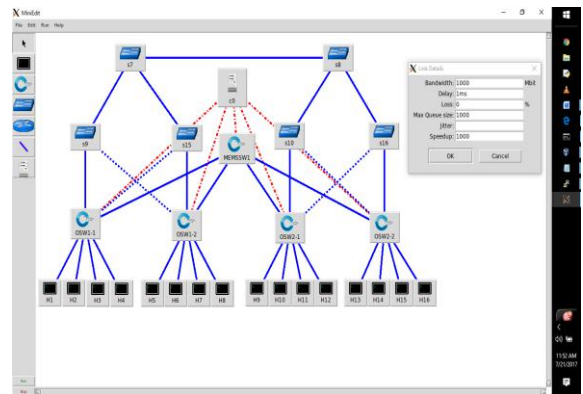 MiniEdit
File Edit Run Help
s7
s8
c0
s9
s15
s10
s16
MEMSSW1
OSW1-1
OSW1-2
OSW2-1
OSW2-2
H1 H2 H3 H4 H5 H6 H7 H8 H9 H10 H11 H12 H13 H14 H15 H16
Link Details
Bandwidth: 1000 Mbit
Delay: 1ms
Loss: 0 %
Max Queue size: 1000
Jitter:
Speedup: 1000
OK Cancel
11:52 AM
7/21/2017